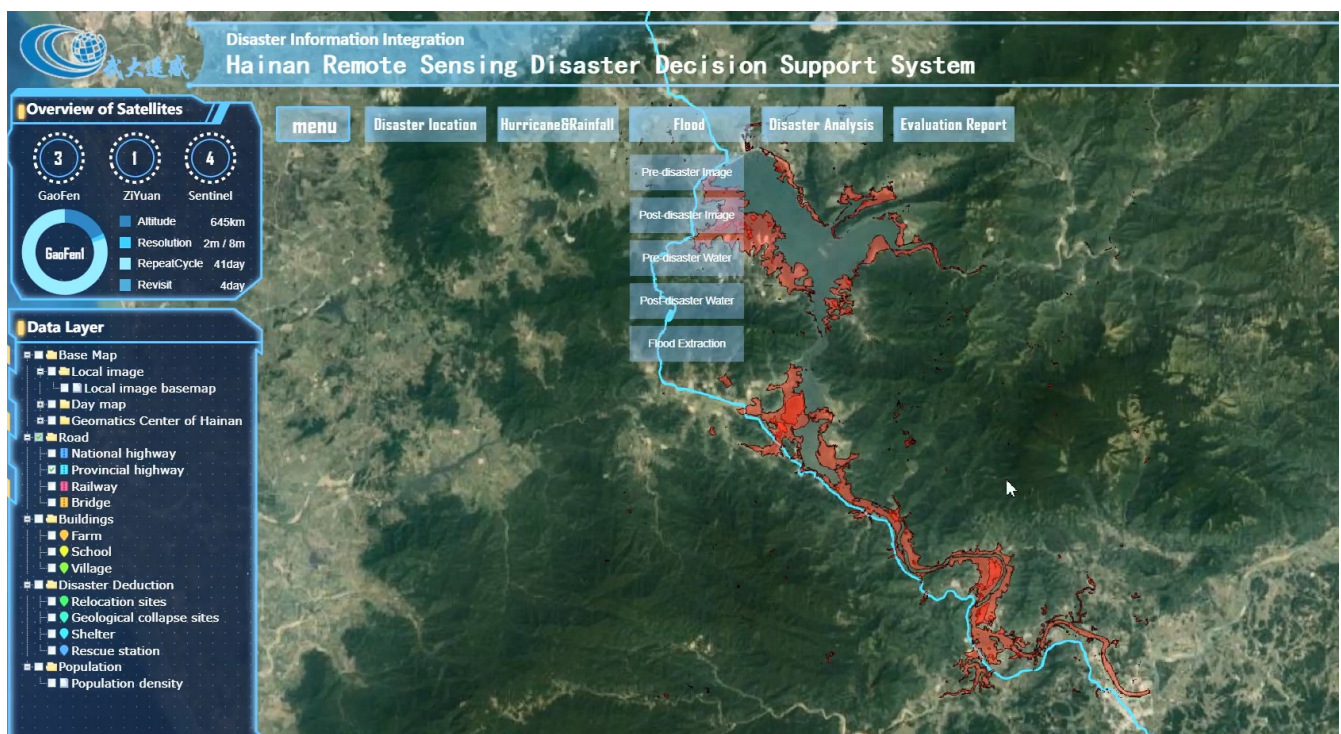 武大遥感
Disaster Information Integration
Hainan Remote Sensing Disaster Decision Support System
Overview of Satellites
3
1
4
GaoFen
ZiYuan
Sentinel
GaoFen1
Altitude 645km
Resolution 2m / 8m
RepeatCycle 41day
Revisit 4day
menu
Disaster location
Hurricane&Rainfall
Flood
Disaster Analysis
Evaluation Report
Pre-disaster Image
Post-disaster Image
Pre-disaster Water
Post-disaster Water
Flood Extraction
Data Layer
Base Map
Local image
Local image basemap
Day map
Geomatics Center of Hainan
Road
National highway
Provincial highway
Railway
Bridge
Buildings
Farm
School
Village
Disaster Deduction
Relocation sites
Geological collapse sites
Shelter
Rescue station
Population
Population density